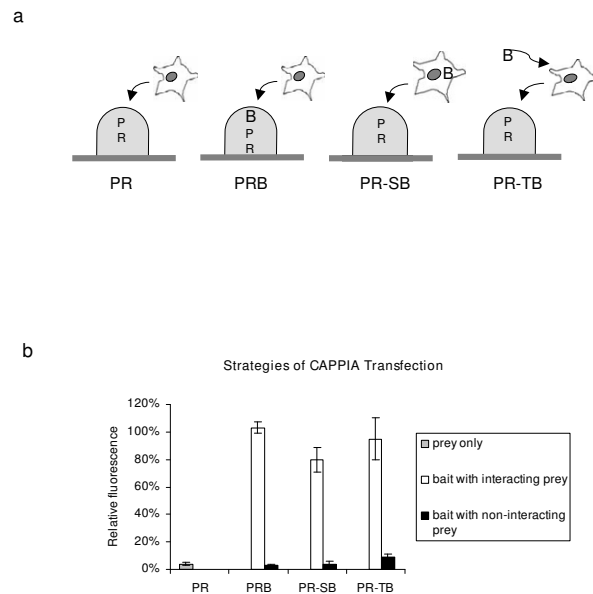 a
B
B
P
R
B
P
R
P
R
P
R
PR
PRB
PR-SB
PR-TB
b
Strategies of CAPPIA Transfection
Relative fluorescence
120%
100%
80%
60%
40%
20%
0%
PR
PRB
PR-SB
PR-TB
prey only
bait with interacting prey
bait with non-interacting
prey